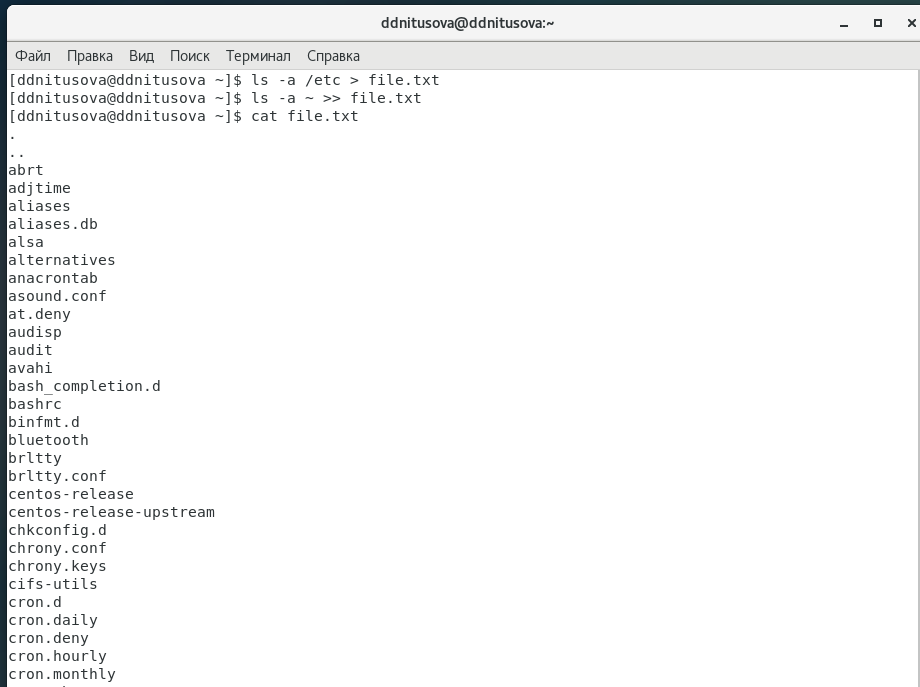 ddnitusova@ddnitusova:~
Файл Правка Вид Поиск Терминал Справка
[ddnitusova@ddnitusova ~]$ ls -a /etc > file.txt
[ddnitusova@ddnitusova ~]$ ls -a ~ >> file.txt
[ddnitusova@ddnitusova ~]$ cat file.txt
.
..
abrt
adjtime
aliases
aliases.db
alsa
alternatives
anacrontab
asound.conf
at.deny
audisp
audit
avahi
bash_completion.d
bashrc
binfmt.d
bluetooth
brltty
brltty.conf
centos-release
centos-release-upstream
chkconfig.d
chrony.conf
chrony.keys
cifs-utils
cron.d
cron.daily
cron.deny
cron.hourly
cron.monthly